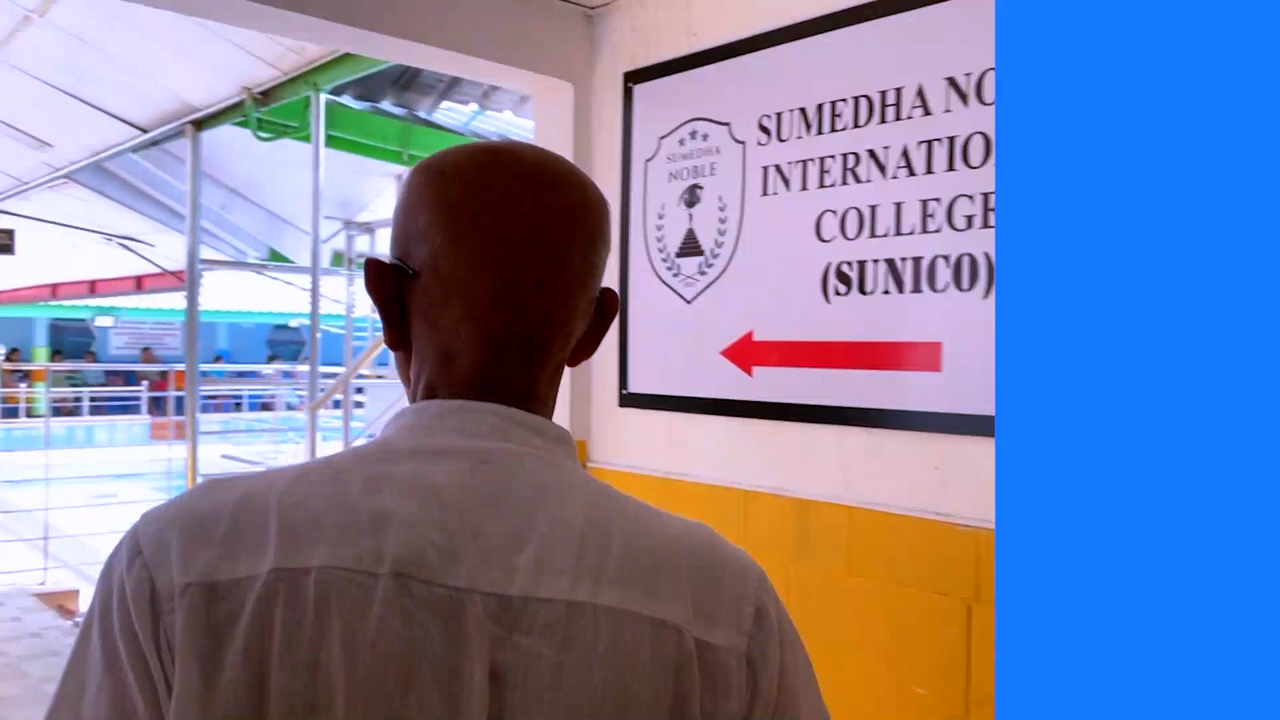 SUMEDHA
NOBLE
SUMEDHA NO
INTERNATIO
COLLEGE
(SUNICO)